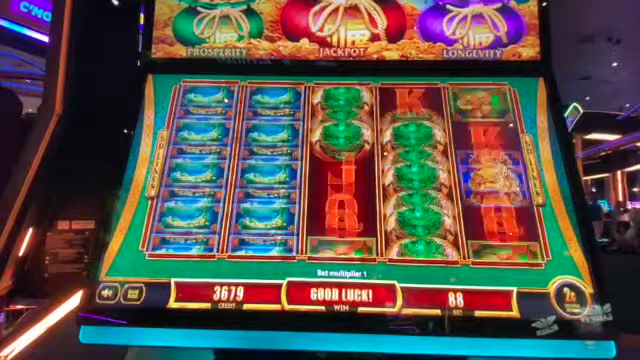 PROSPERITY JACKPOT LONGEVITY
K
K
J
Q
Bet multiplier 1
3679 GOOD LUCK! 88
CREDIT WIN BET